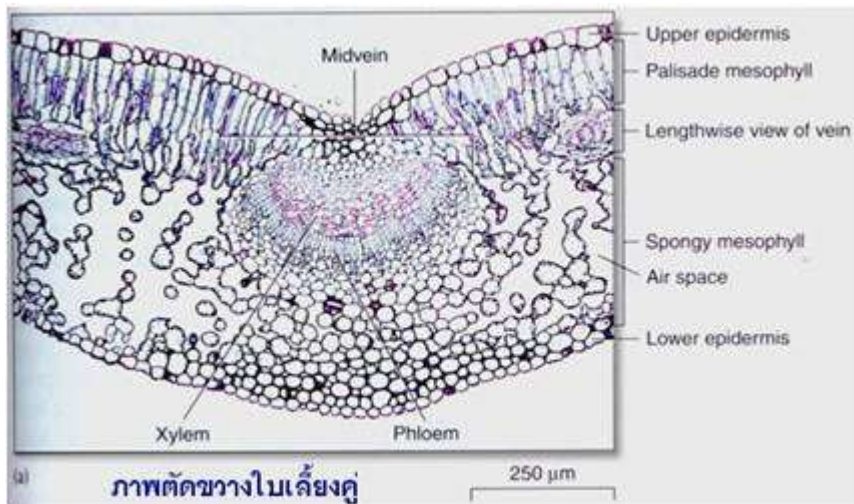 Upper epidermis
Midvein
Palisade mesophyll
Lengthwise view of vein
Spongy mesophyll
Air space
Lower epidermis
Xylem
Phloem
(a)
ภาพตัดขวางใบเลี้ยงคู่
250 µm